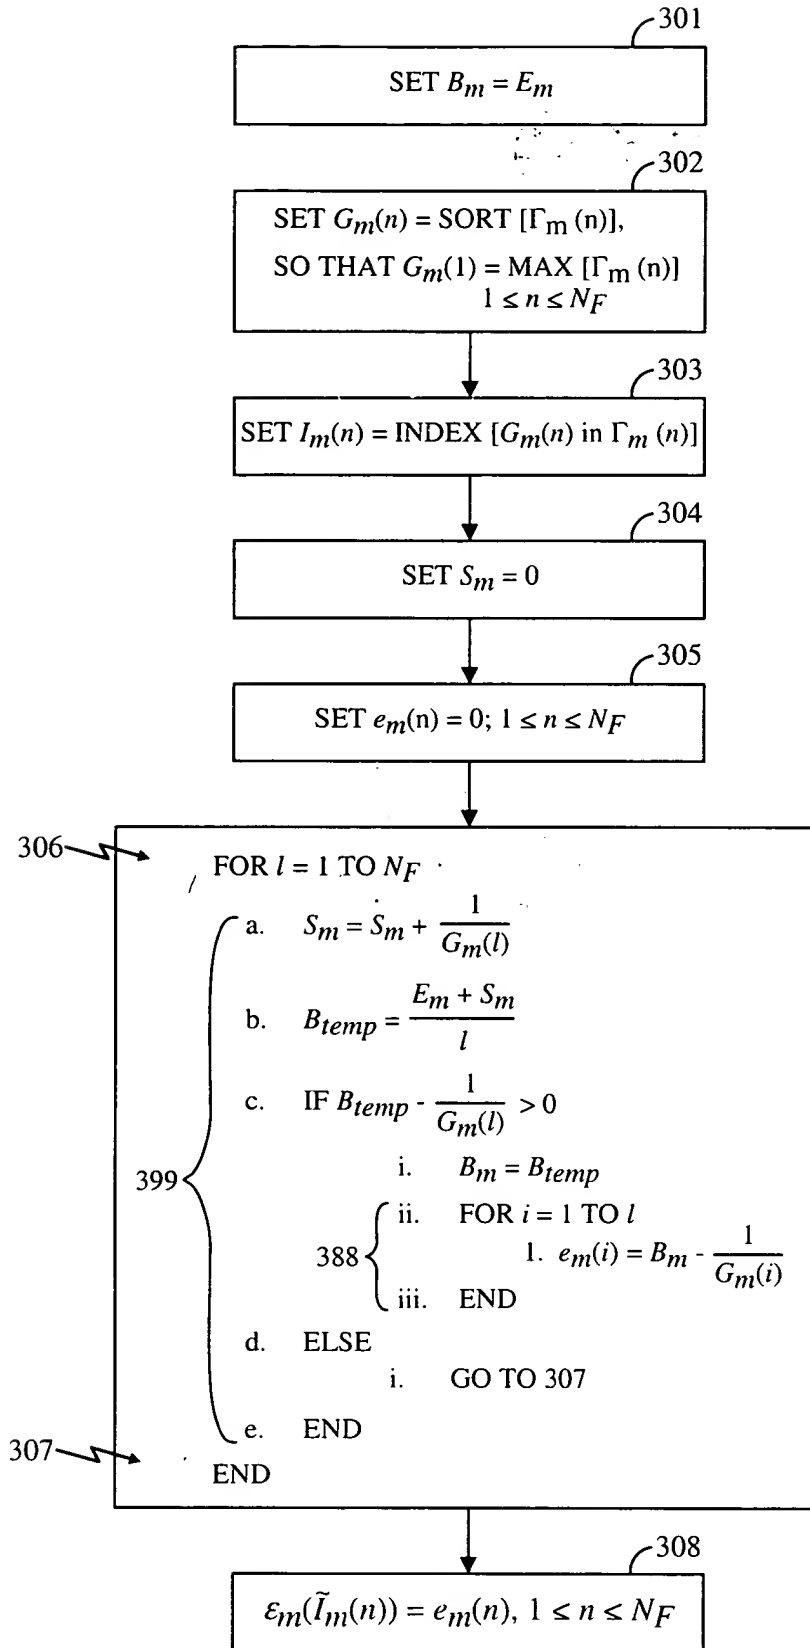 301
SET B_m = E_m
302
SET G_m(n) = SORT [Γ_m (n)],
SO THAT G_m(1) = MAX [Γ_m (n)]
1 ≤ n ≤ N_F
303
SET I_m(n) = INDEX [G_m(n) in Γ_m (n)]
304
SET S_m = 0
305
SET e_m(n) = 0; 1 ≤ n ≤ N_F
306
FOR l = 1 TO N_F
399
a. S_m = S_m + 1/G_m(l)
b. B_temp = (E_m + S_m)/l
c. IF B_temp - 1/G_m(l) > 0
i. B_m = B_temp
388
ii. FOR i = 1 TO l
1. e_m(i) = B_m - 1/G_m(i)
iii. END
d. ELSE
i. GO TO 307
e. END
307
END
308
ε_m(Ĩ_m(n)) = e_m(n), 1 ≤ n ≤ N_F